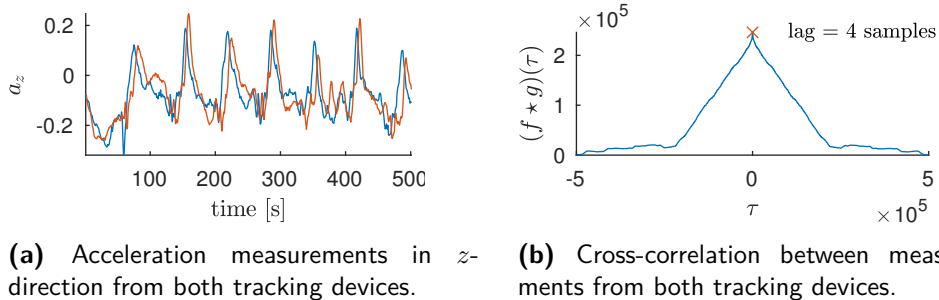 0.2
0
-0.2
a_z
100 200 300 400 500
time [s]
× 10^5
lag = 4 samples
2
1
0
(f ⋆ g)(τ)
-5 0 5
τ
× 10^5
(a) Acceleration measurements in z-
direction from both tracking devices.
(b) Cross-correlation between meas
ments from both tracking devices.